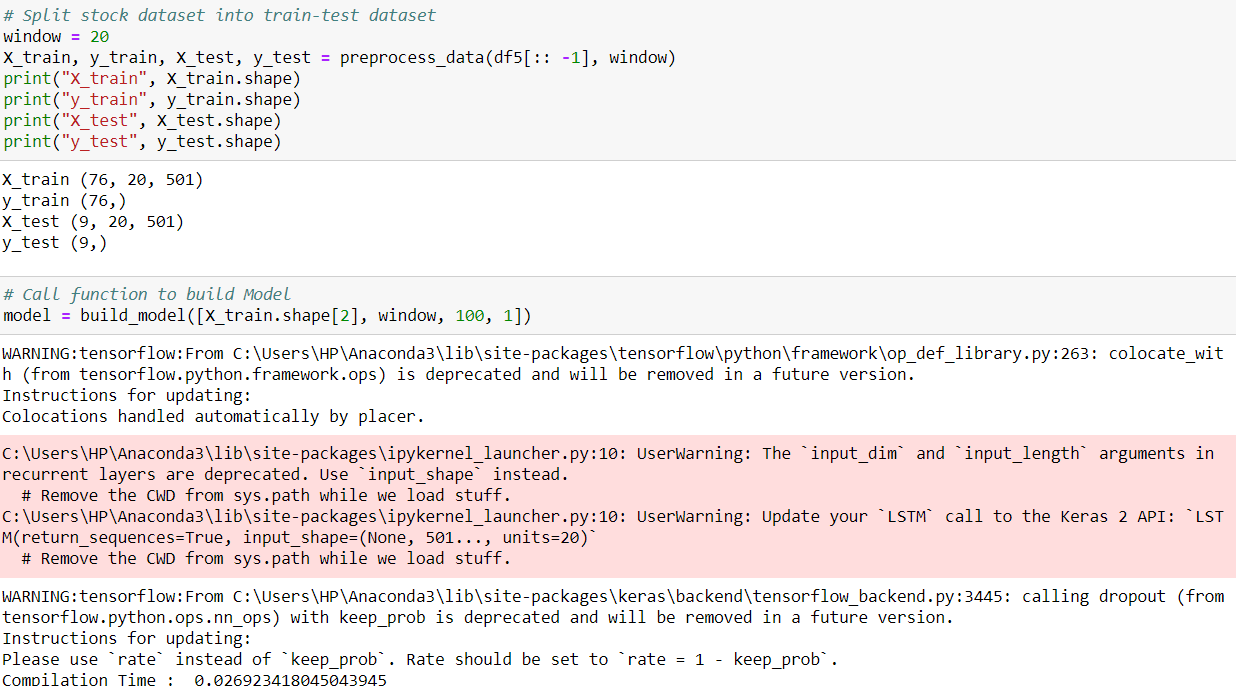 # Split stock dataset into train-test dataset
window = 20
X_train, y_train, X_test, y_test = preprocess_data(df5[:: -1], window)
print("X_train", X_train.shape)
print("y_train", y_train.shape)
print("X_test", X_test.shape)
print("y_test", y_test.shape)
X_train (76, 20, 501)
y_train (76,)
X_test (9, 20, 501)
y_test (9,)
# Call function to build Model
model = build_model([X_train.shape[2], window, 100, 1])
WARNING:tensorflow:From C:\Users\HP\Anaconda3\lib\site-packages\tensorflow\python\framework\op_def_library.py:263: colocate_wit
h (from tensorflow.python.framework.ops) is deprecated and will be removed in a future version.
Instructions for updating:
Colocations handled automatically by placer.
C:\Users\HP\Anaconda3\lib\site-packages\ipykernel_launcher.py:10: UserWarning: The `input_dim` and `input_length` arguments in
recurrent layers are deprecated. Use `input_shape` instead.
  # Remove the CWD from sys.path while we load stuff.
C:\Users\HP\Anaconda3\lib\site-packages\ipykernel_launcher.py:10: UserWarning: Update your `LSTM` call to the Keras 2 API: `LST
M(return_sequences=True, input_shape=(None, 501..., units=20)`
  # Remove the CWD from sys.path while we load stuff.
WARNING:tensorflow:From C:\Users\HP\Anaconda3\lib\site-packages\keras\backend\tensorflow_backend.py:3445: calling dropout (from
tensorflow.python.ops.nn_ops) with keep_prob is deprecated and will be removed in a future version.
Instructions for updating:
Please use `rate` instead of `keep_prob`. Rate should be set to `rate = 1 - keep_prob`.
Compilation Time :  0.026923418045043945